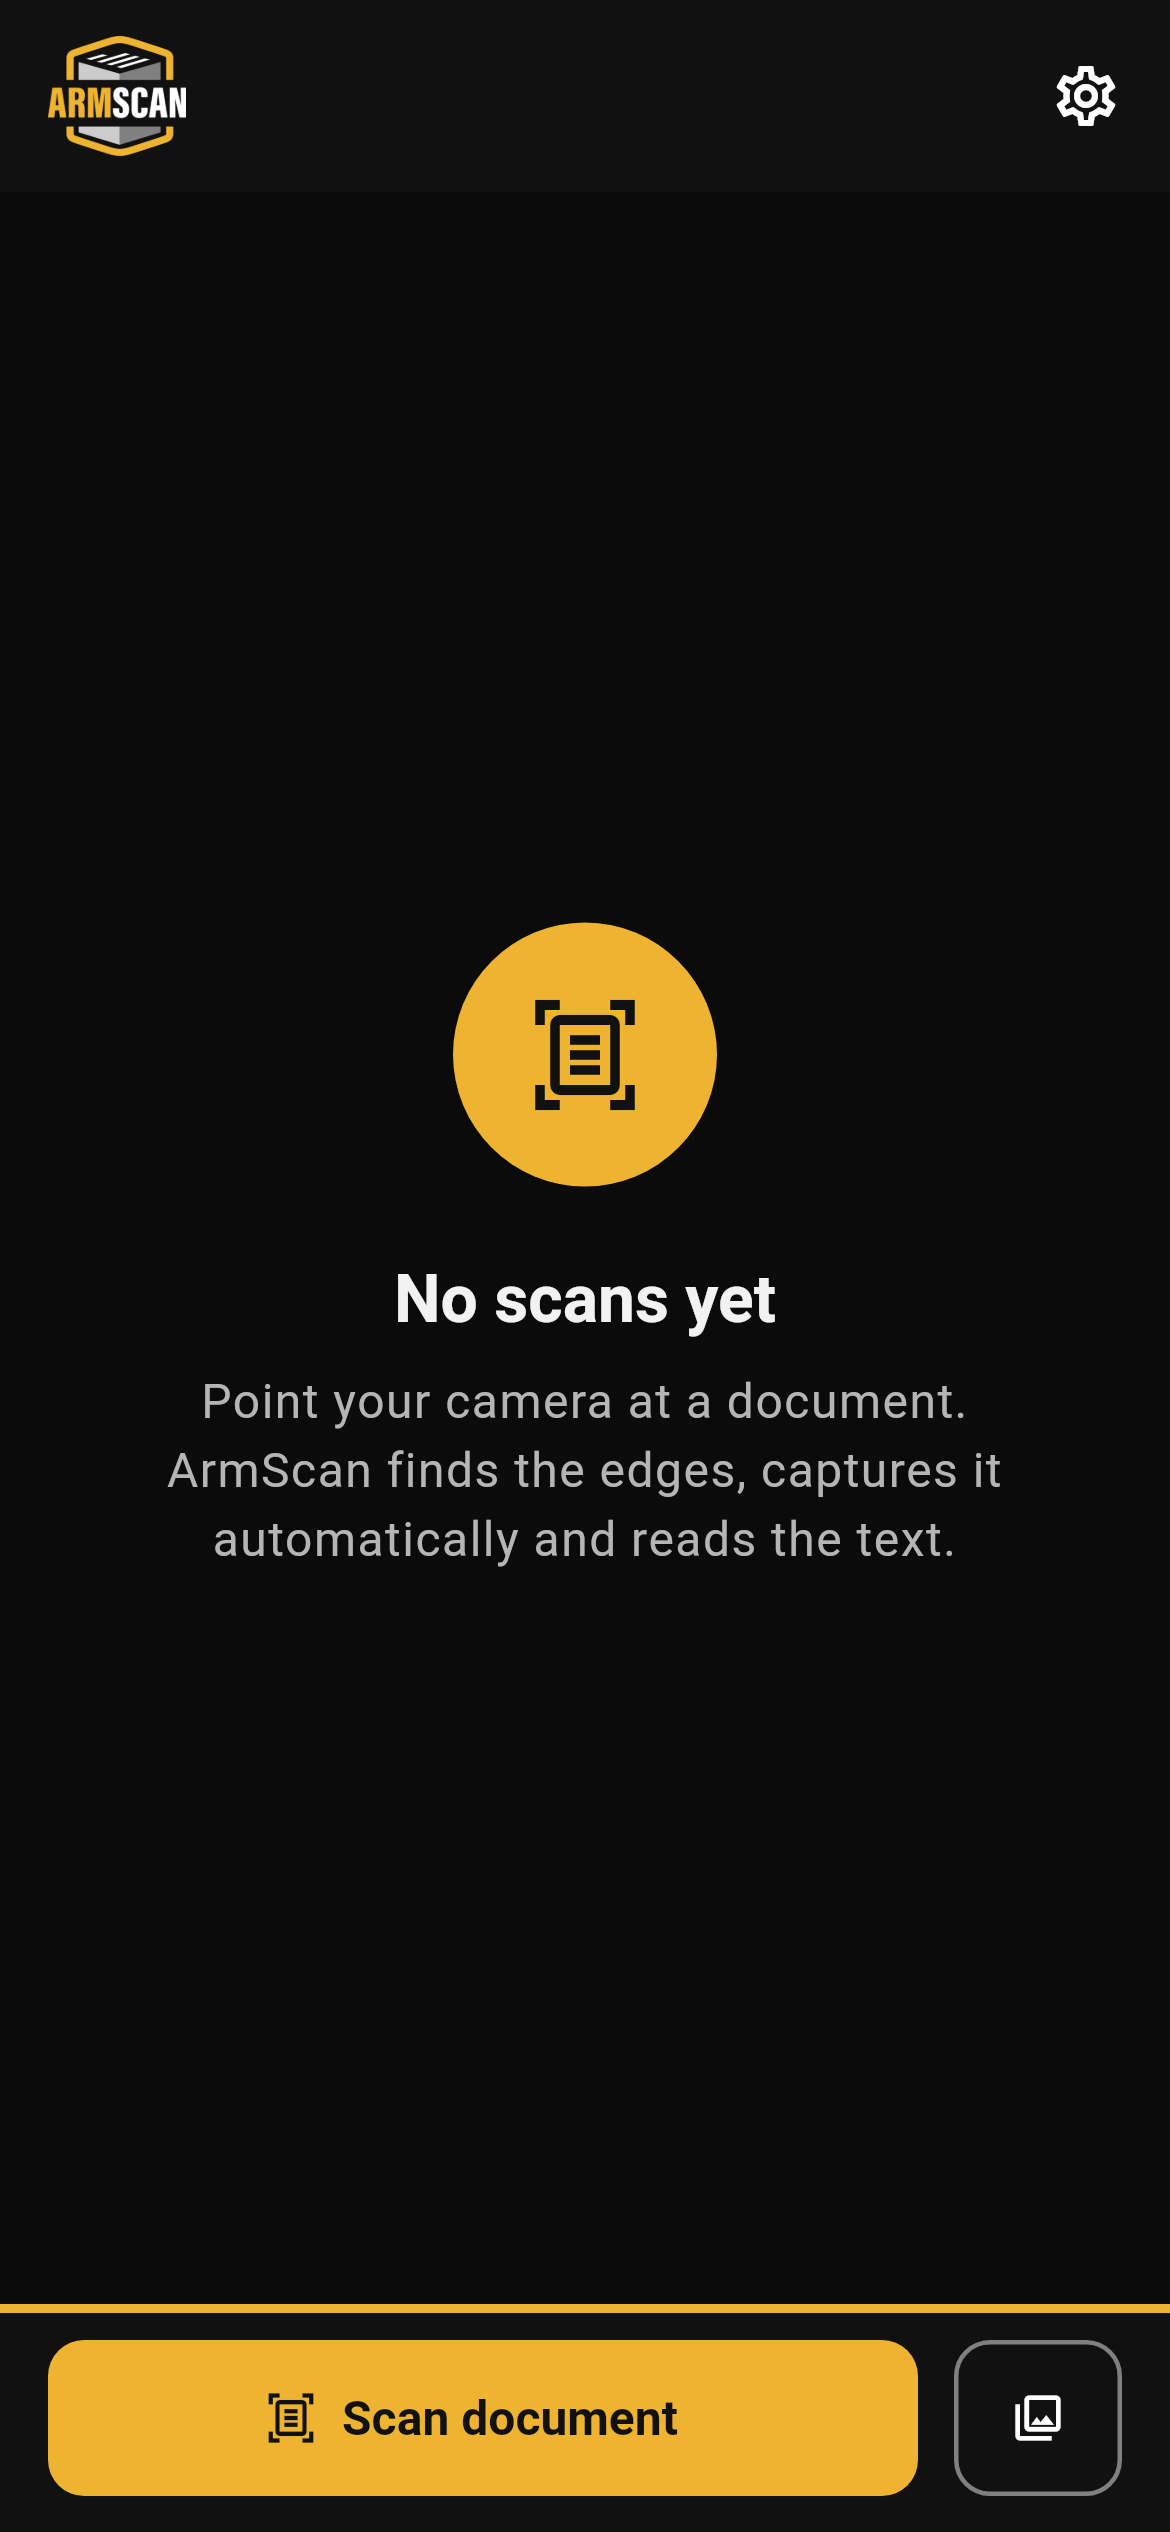 ARMSCAN
No scans yet
Point your camera at a document.
ArmScan finds the edges, captures it
automatically and reads the text.
Scan document